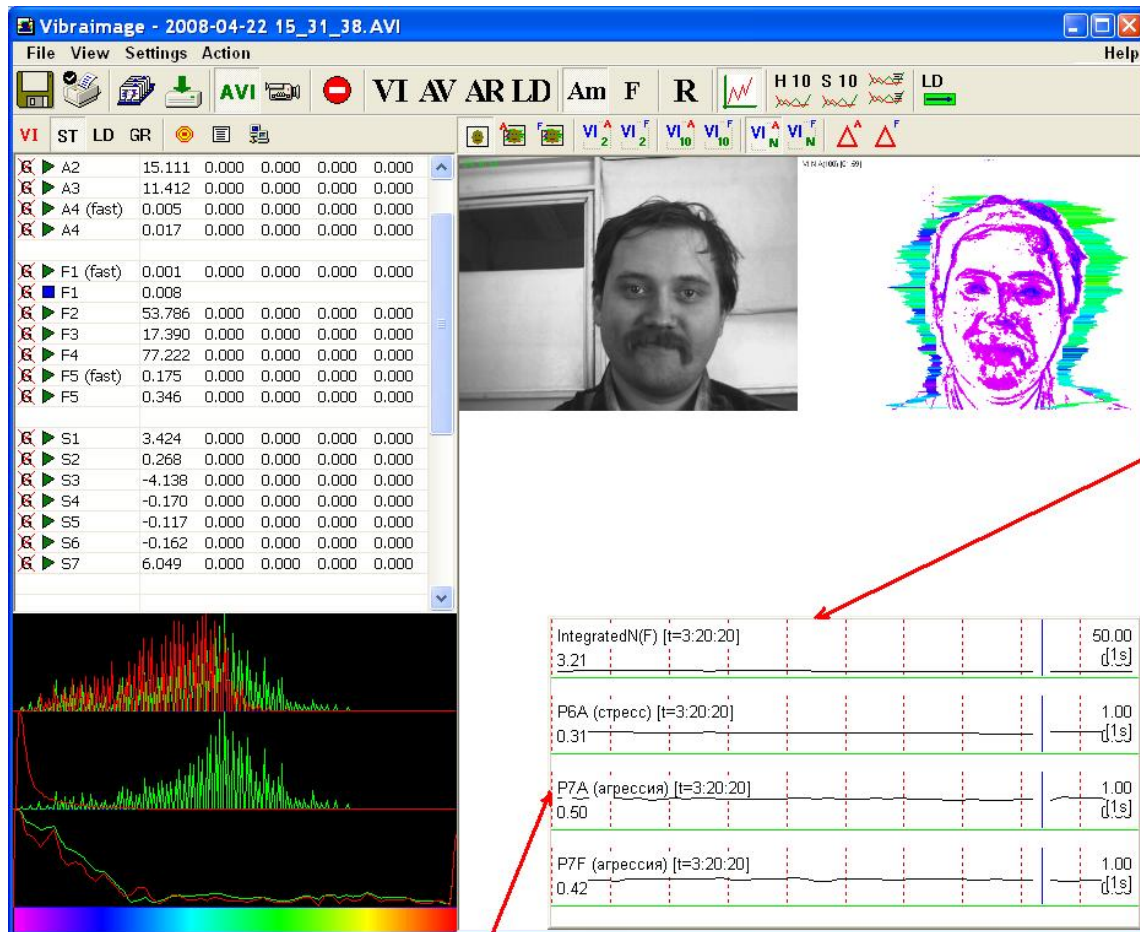 Vibraimage - 2008-04-22 15_31_38.AVI
File View Settings Action Help
AVI VI AV AR LD Am F R H 10 S 10 LD
VI ST LD GR A F VI A 2 VI F 2 VI A 10 VI F 10 VI A N VI F N A F
G A2 15.111 0.000 0.000 0.000 0.000
G A3 11.412 0.000 0.000 0.000 0.000
G A4 (fast) 0.005 0.000 0.000 0.000 0.000
G A4 0.017 0.000 0.000 0.000 0.000
G F1 (fast) 0.001 0.000 0.000 0.000 0.000
G F1 0.008
G F2 53.786 0.000 0.000 0.000 0.000
G F3 17.390 0.000 0.000 0.000 0.000
G F4 77.222 0.000 0.000 0.000 0.000
G F5 (fast) 0.175 0.000 0.000 0.000 0.000
G F5 0.346 0.000 0.000 0.000 0.000
G S1 3.424 0.000 0.000 0.000 0.000
G S2 0.268 0.000 0.000 0.000 0.000
G S3 -4.138 0.000 0.000 0.000 0.000
G S4 -0.170 0.000 0.000 0.000 0.000
G S5 -0.117 0.000 0.000 0.000 0.000
G S6 -0.162 0.000 0.000 0.000 0.000
G S7 6.049 0.000 0.000 0.000 0.000
IntegratedN(F) [t=3:20:20] 50.00
3.21 [1s]
P6A (стресс) [t=3:20:20] 1.00
0.31 [1s]
P7A (агрессия) [t=3:20:20] 1.00
0.50 [1s]
P7F (агрессия) [t=3:20:20] 1.00
0.42 [1s]